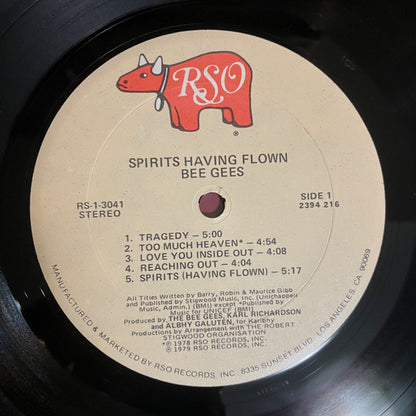 RSO
®
SPIRITS HAVING FLOWN
BEE GEES
RS-1-3041
STEREO
SIDE 1
2394 216
1. TRAGEDY – 5:00
2. TOO MUCH HEAVEN* – 4:54
3. LOVE YOU INSIDE OUT – 4:08
4. REACHING OUT – 4:04
5. SPIRITS (HAVING FLOWN) – 5:17
All Titles Written by Barry, Robin & Maurice Gibb
and Published by Stigwood Music, Inc. (Unichappell
Music, Admin.) (BMI) except *Published by
Music for UNICEF (BMI)
Produced by THE BEE GEES, KARL RICHARDSON
and ALBHY GALUTEN, for Karlbhy
Productions by Arrangement with THE ROBERT
STIGWOOD ORGANISATION
*℗ 1978 RSO RECORDS, INC.
℗ 1979 RSO RECORDS, INC.
MANUFACTURED & MARKETED BY RSO RECORDS, INC. 8335 SUNSET BLVD. LOS ANGELES, CA. 90069